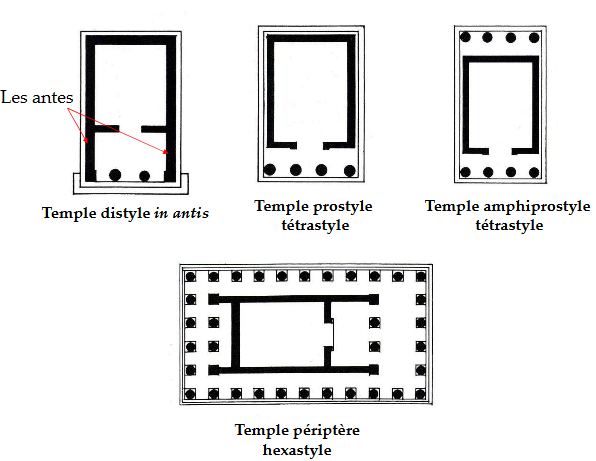 Les antes
Temple distyle in antis
Temple prostyle
tétrastyle
Temple amphiprostyle
tétrastyle
Temple périptère
hexastyle